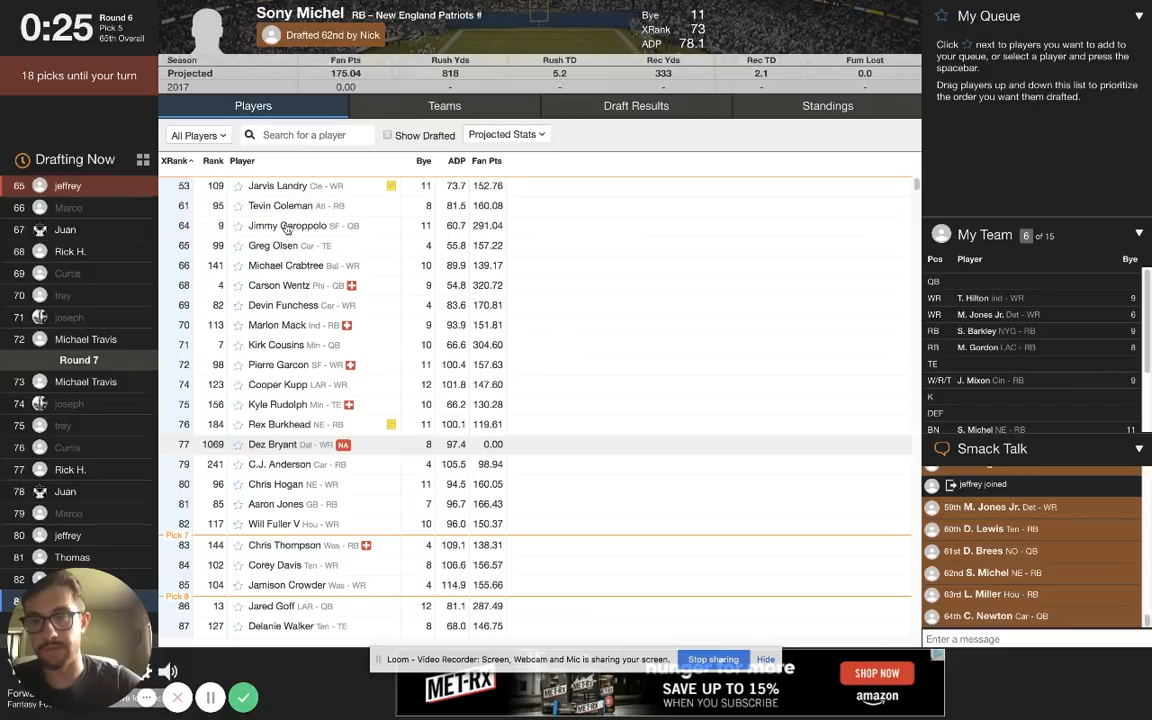 0:25
Round 6
Pick 5
65th Overall
18 picks until your turn
Drafting Now
65 jeffrey
66 Marco
67 Juan
68 Rick H.
69 Curtis
70 trey
71 joseph
72 Michael Travis
Round 7
73 Michael Travis
74 joseph
75 trey
76 Curtis
77 Rick H.
78 Juan
79 Marco
80 jeffrey
81 Thomas
82
Sony Michel RB – New England Patriots
Drafted 62nd by Nick
Bye 11
XRank 73
ADP 78.1
Season Fan Pts Rush Yds Rush TD Rec Yds Rec TD Fum Lost
Projected 175.04 818 5.2 333 2.1 0.0
2017 0.00 - - - - -
Players Teams Draft Results Standings
All Players Search for a player Show Drafted Projected Stats
XRank Rank Player Bye ADP Fan Pts
53 109 Jarvis Landry Cle - WR 11 73.7 152.76
61 95 Tevin Coleman Atl - RB 8 81.5 160.08
64 9 Jimmy Garoppolo SF - QB 11 60.7 291.04
65 99 Greg Olsen Car - TE 4 55.8 157.22
66 141 Michael Crabtree Bal - WR 10 89.9 139.17
68 4 Carson Wentz Phi - QB 9 54.8 320.72
69 82 Devin Funchess Car - WR 4 83.6 170.81
70 113 Marlon Mack Ind - RB 9 93.9 151.81
71 7 Kirk Cousins Min - QB 10 66.6 304.60
72 98 Pierre Garcon SF - WR 11 100.4 157.63
74 123 Cooper Kupp LAR - WR 12 101.8 147.60
75 156 Kyle Rudolph Min - TE 10 66.2 130.28
76 184 Rex Burkhead NE - RB 11 100.1 119.61
77 1069 Dez Bryant Dal - WR NA 8 97.4 0.00
79 241 C.J. Anderson Car - RB 4 105.5 98.94
80 96 Chris Hogan NE - WR 11 94.5 160.05
81 85 Aaron Jones GB - RB 7 96.7 166.43
82 117 Will Fuller V Hou - WR 10 96.0 150.37
Pick 7
83 144 Chris Thompson Was - RB 4 109.1 138.31
84 102 Corey Davis Ten - WR 8 106.6 156.57
85 104 Jamison Crowder Was - WR 4 114.9 155.66
Pick 8
86 13 Jared Goff LAR - QB 12 81.1 287.49
87 127 Delanie Walker Ten - TE 8 68.0 146.75
My Queue
Click next to players you want to add to
your queue, or select a player and press the
spacebar.
Drag players up and down this list to prioritize
the order you want them drafted.
My Team 6 of 15
Pos Player Bye
QB
WR T. Hilton Ind - WR 9
WR M. Jones Jr. Det - WR 6
RB S. Barkley NYG - RB 9
RB M. Gordon LAC - RB 8
TE
W/R/T J. Mixon Cin - RB 9
K
DEF
BN S. Michel NE - RB 11
Smack Talk
jeffrey joined
59th M. Jones Jr. Det - WR
60th D. Lewis Ten - RB
61st D. Brees NO - QB
62nd S. Michel NE - RB
63rd L. Miller Hou - RB
64th C. Newton Car - QB
Enter a message
Loom - Video Recorder: Screen, Webcam and Mic is sharing your screen. Stop sharing Hide
MET-RX
hunger for more
SAVE UP TO 15%
WHEN YOU SUBSCRIBE
SHOP NOW
amazon